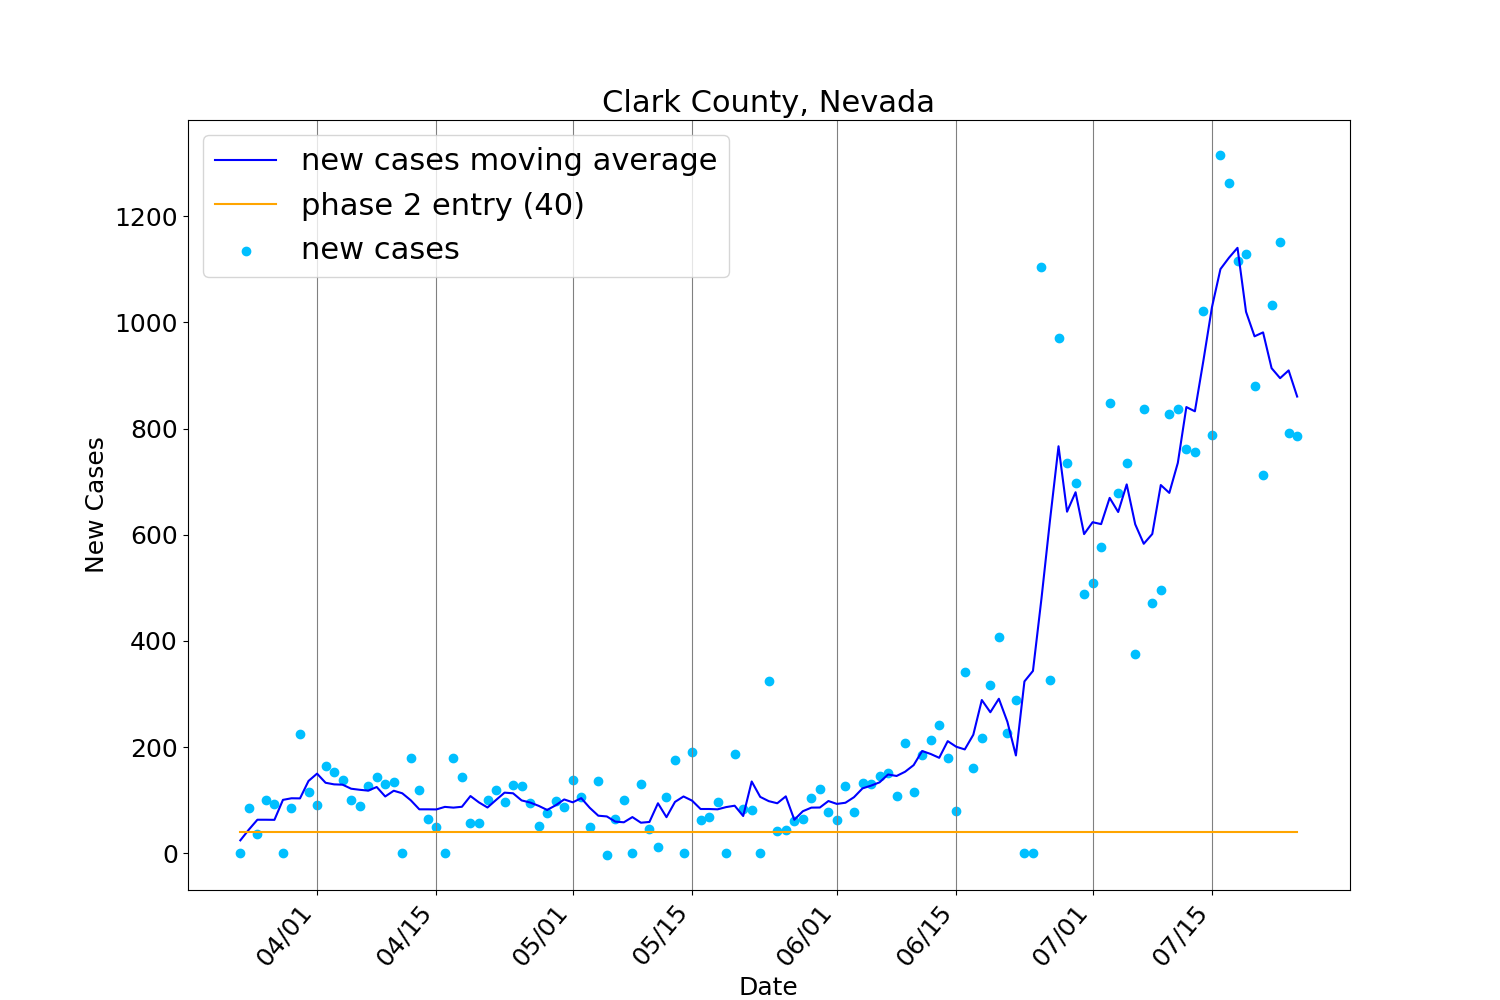 Clark County, Nevada
new cases moving average
phase 2 entry (40)
new cases
New Cases
1200
1000
800
600
400
200
0
04/01
04/15
05/01
05/15
06/01
06/15
07/01
07/15
Date